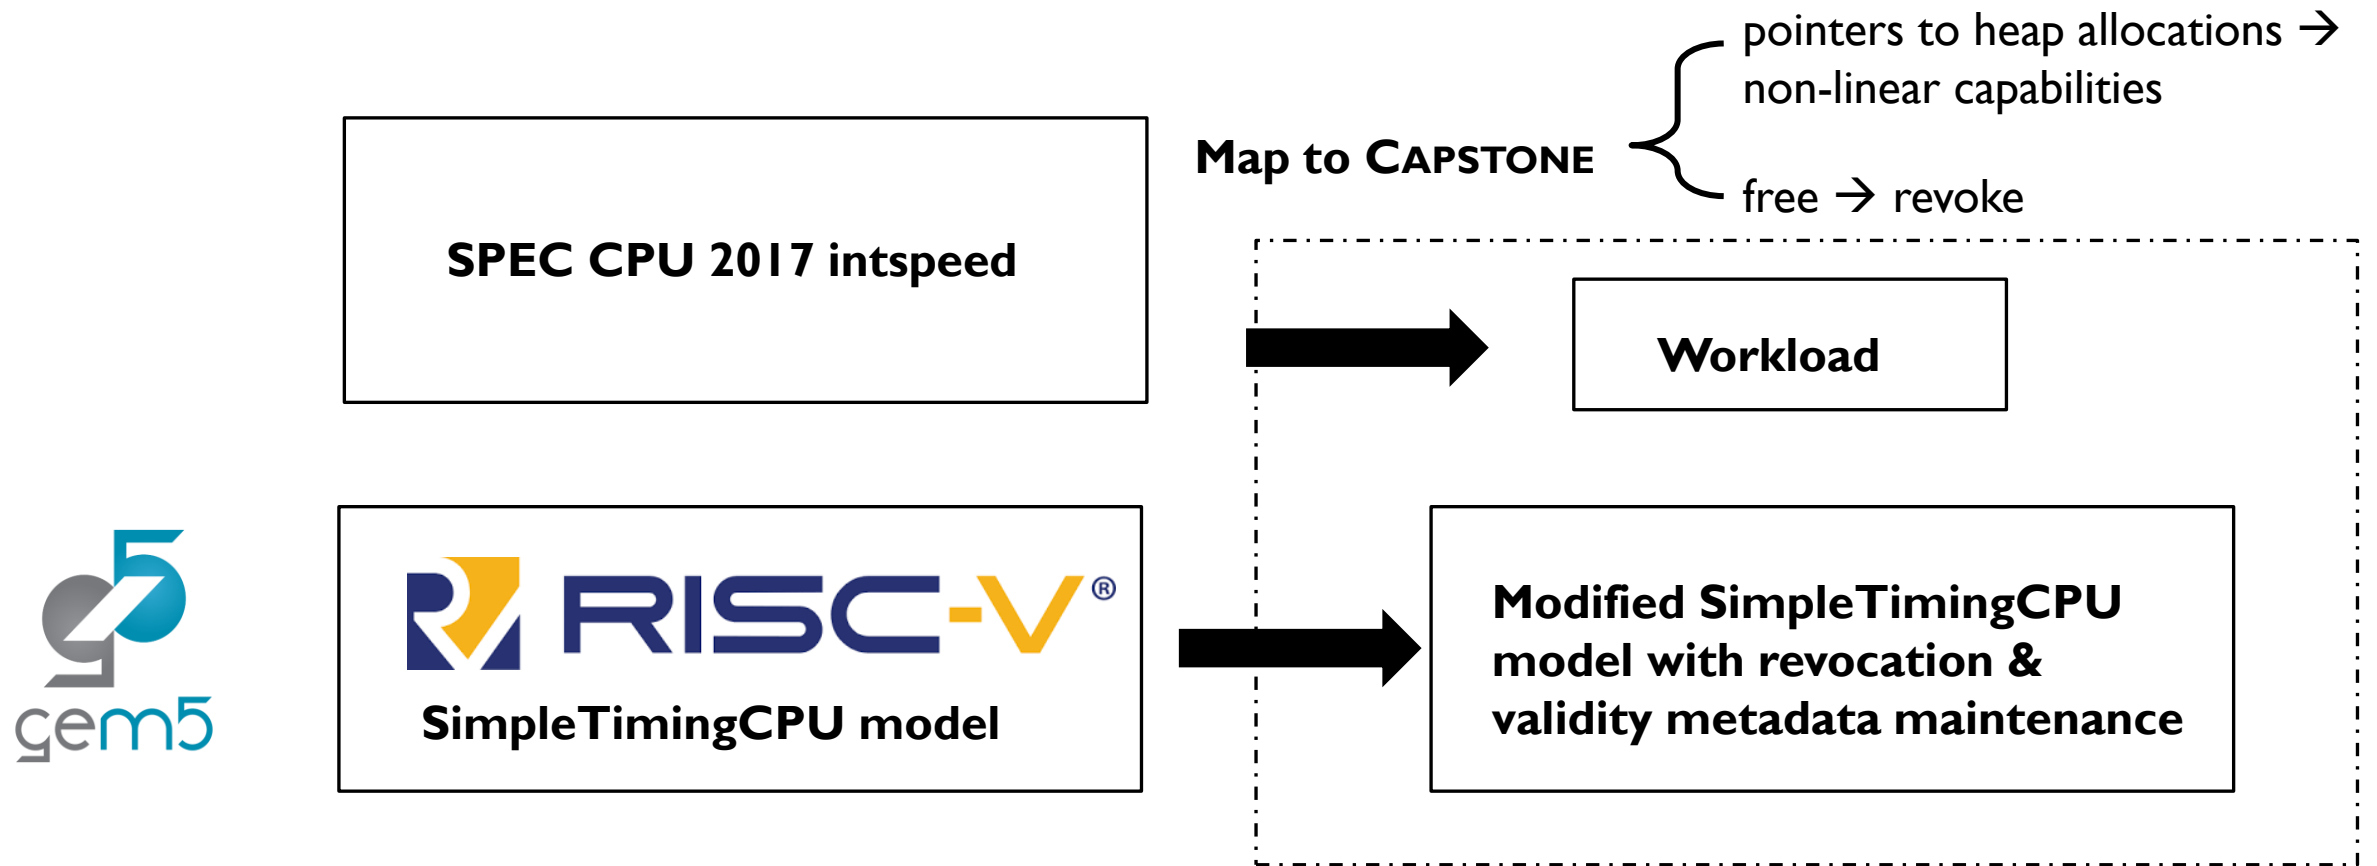 pointers to heap allocations →
non-linear capabilities
Map to CAPSTONE
free → revoke
SPEC CPU 2017 intspeed
Workload
RISC-V®
SimpleTimingCPU model
Modified SimpleTimingCPU
model with revocation &
validity metadata maintenance
g5
gem5